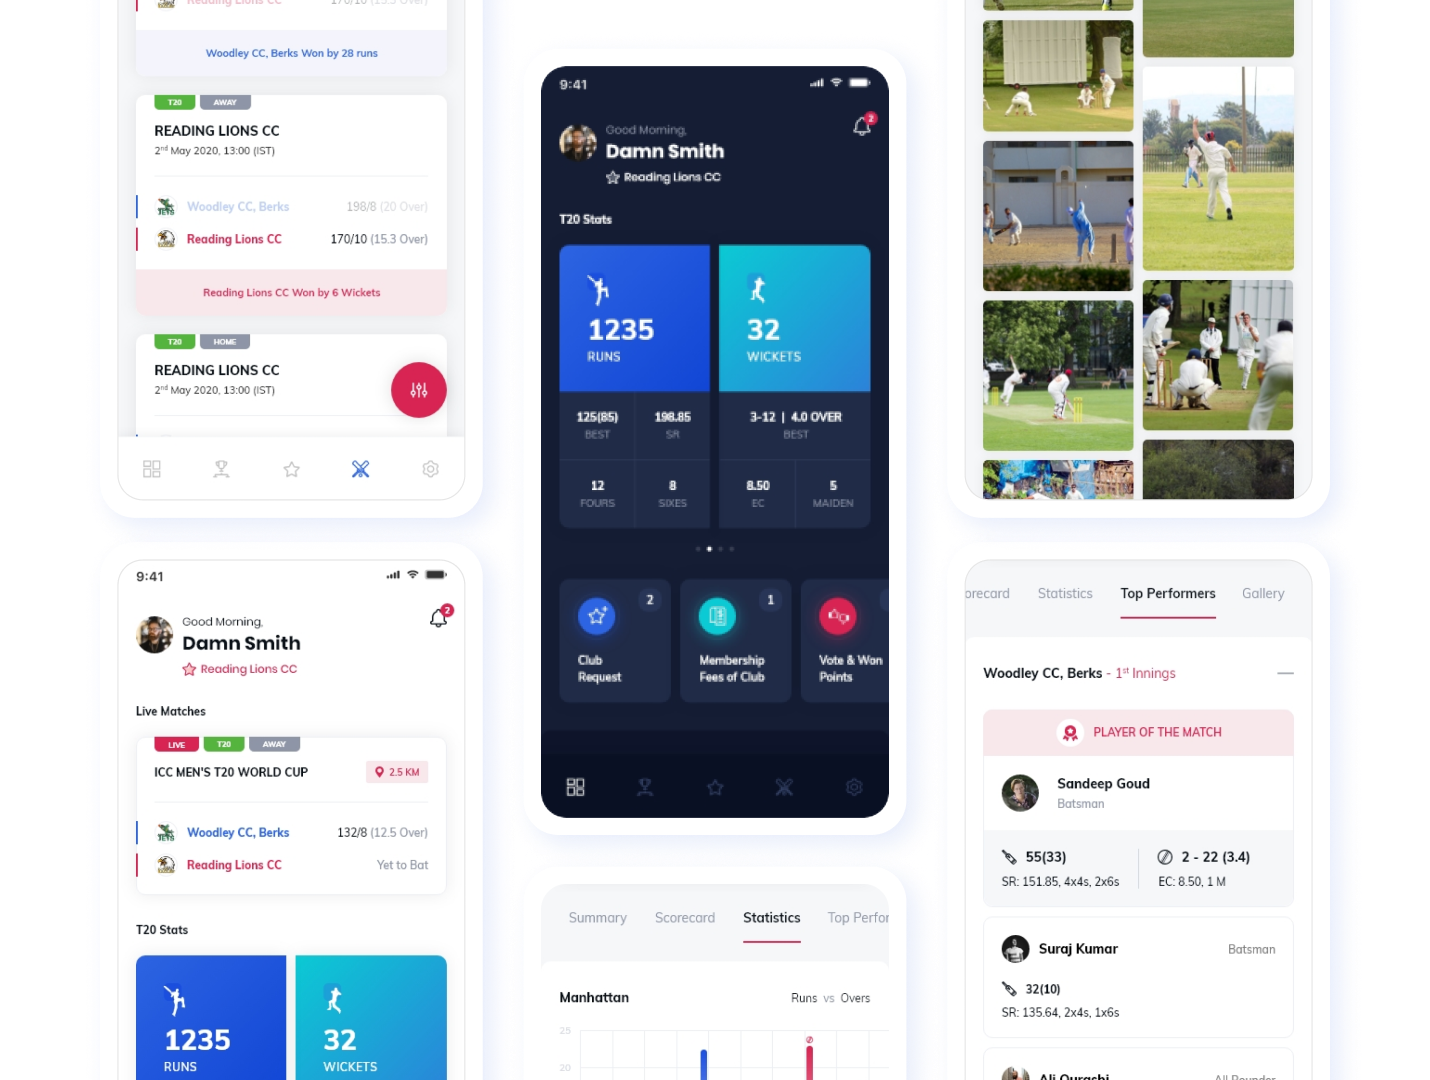 170/10 (15.3 Over)
Woodley CC, Berks Won by 28 runs
T20
AWAY
READING LIONS CC
2nd May 2020, 13:00 (IST)
JETS
Woodley CC, Berks
198/8 (20 Over)
Reading Lions CC
170/10 (15.3 Over)
Reading Lions CC Won by 6 Wickets
T20
HOME
READING LIONS CC
2nd May 2020, 13:00 (IST)
9:41
2
Good Morning,
Damn Smith
Reading Lions CC
Live Matches
LIVE
T20
AWAY
ICC MEN'S T20 WORLD CUP
2.5 KM
JETS
Woodley CC, Berks
132/8 (12.5 Over)
Reading Lions CC
Yet to Bat
T20 Stats
1235
RUNS
32
WICKETS
9:41
2
Good Morning,
Damn Smith
Reading Lions CC
T20 Stats
1235
RUNS
32
WICKETS
125(85)
BEST
198.85
SR
3-12 | 4.0 OVER
BEST
12
FOURS
8
SIXES
8.50
EC
5
MAIDEN
2
Club
Request
1
Membership
Fees of Club
Vote & Won
Points
Summary
Scorecard
Statistics
Top Perfor
Manhattan
Runs vs Overs
25
20
orecard
Statistics
Top Performers
Gallery
Woodley CC, Berks - 1st Innings
PLAYER OF THE MATCH
Sandeep Goud
Batsman
55(33)
SR: 151.85, 4x4s, 2x6s
2 - 22 (3.4)
EC: 8.50, 1 M
Suraj Kumar
Batsman
32(10)
SR: 135.64, 2x4s, 1x6s
Ali Qurashi
All Rounder